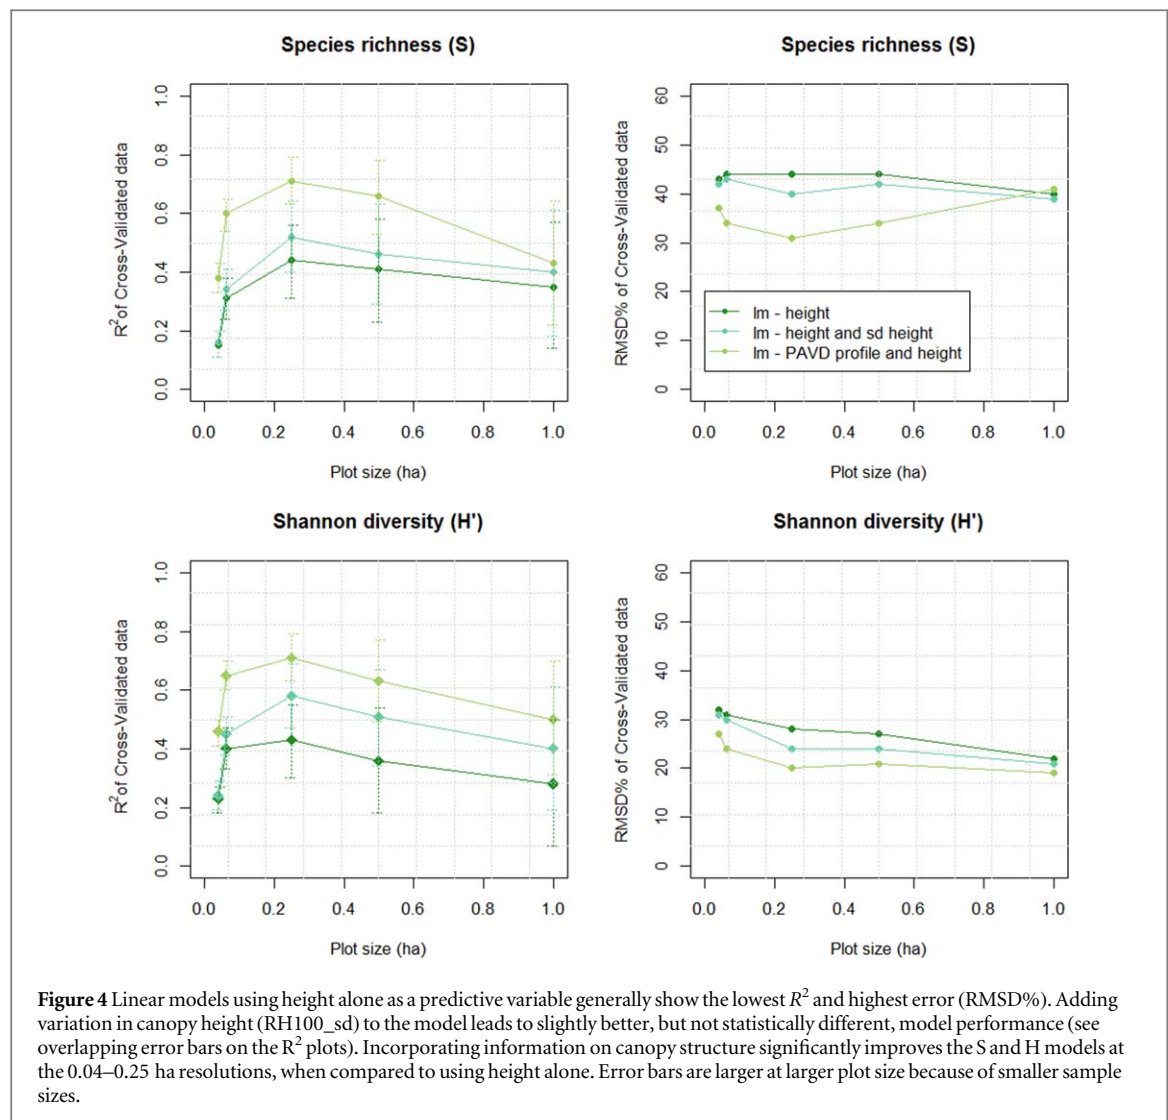 Species richness (S)
R² of Cross-Validated data
0.0 0.2 0.4 0.6 0.8 1.0
0.0 0.2 0.4 0.6 0.8 1.0
Plot size (ha)
Species richness (S)
RMSD% of Cross-Validated data
0 10 20 30 40 50 60
lm - height
lm - height and sd height
lm - PAVD profile and height
0.0 0.2 0.4 0.6 0.8 1.0
Plot size (ha)
Shannon diversity (H')
R² of Cross-Validated data
0.0 0.2 0.4 0.6 0.8 1.0
0.0 0.2 0.4 0.6 0.8 1.0
Plot size (ha)
Shannon diversity (H')
RMSD% of Cross-Validated data
0 10 20 30 40 50 60
0.0 0.2 0.4 0.6 0.8 1.0
Plot size (ha)
Figure 4 Linear models using height alone as a predictive variable generally show the lowest R² and highest error (RMSD%). Adding
variation in canopy height (RH100_sd) to the model leads to slightly better, but not statistically different, model performance (see
overlapping error bars on the R² plots). Incorporating information on canopy structure significantly improves the S and H models at
the 0.04–0.25 ha resolutions, when compared to using height alone. Error bars are larger at larger plot size because of smaller sample
sizes.